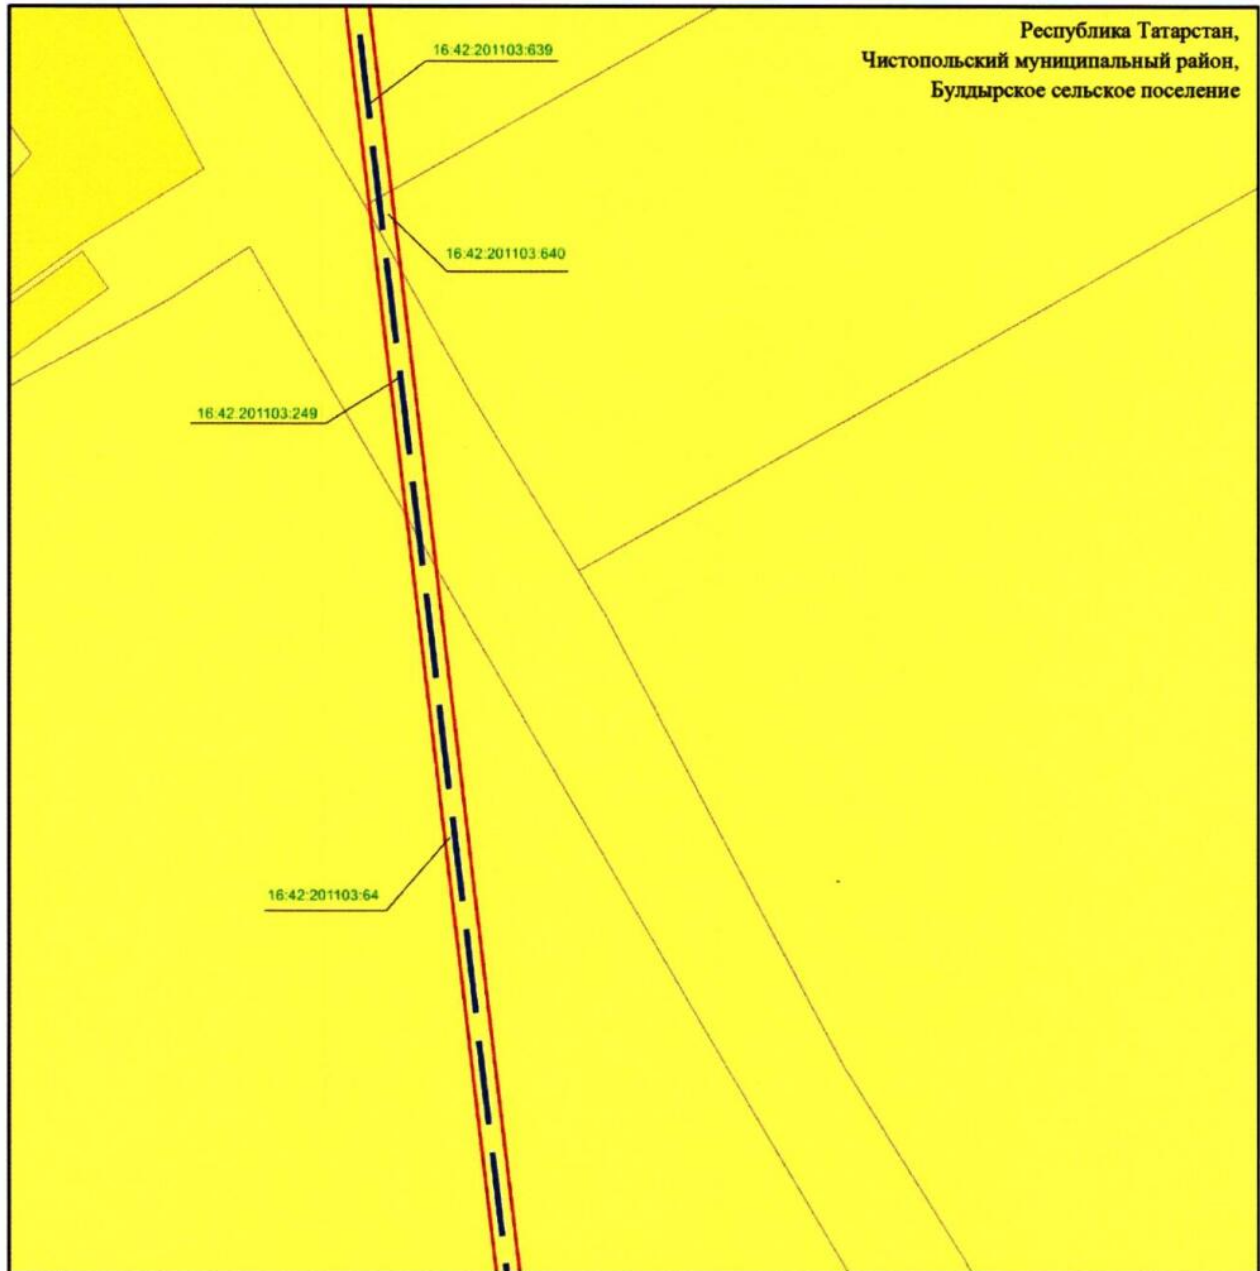 Республика Татарстан,
Чистопольский муниципальный район,
Булдырское сельское поселение
16:42:201103:639
16:42:201103:640
16:42:201103:249
16:42:201103:64